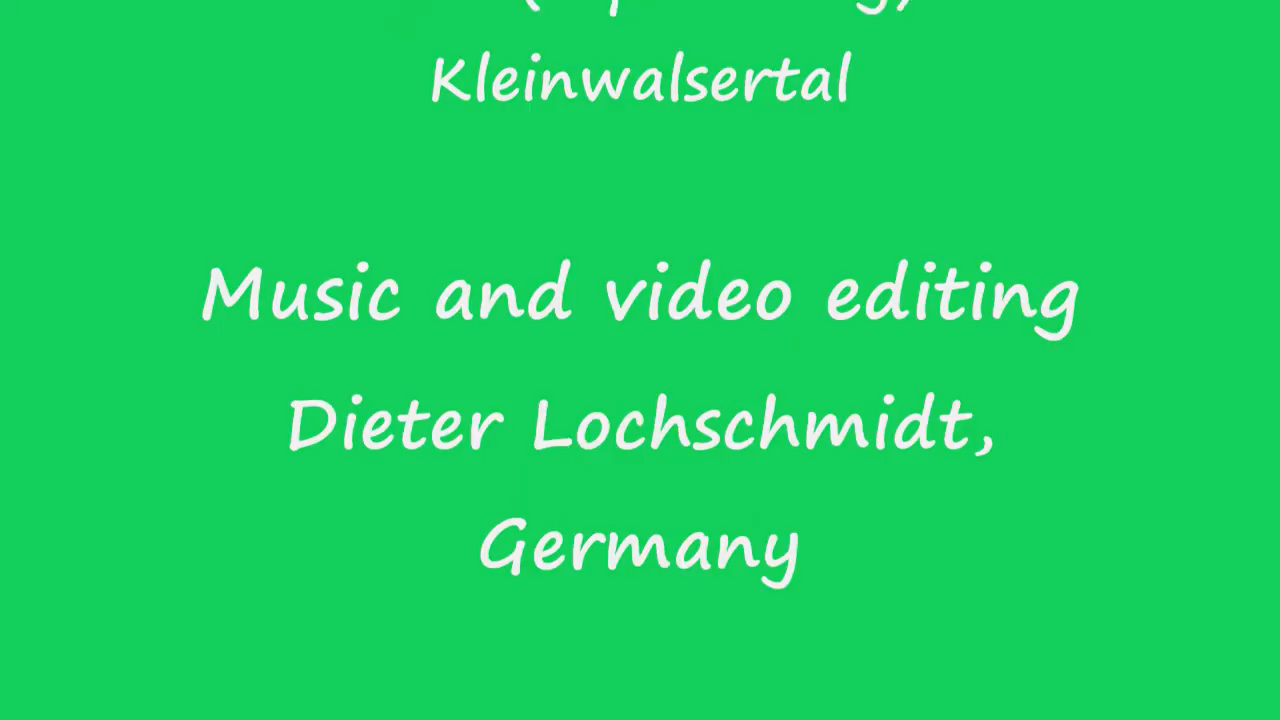 Kleinwalsertal
Music and video editing
Dieter Lochschmidt,
Germany